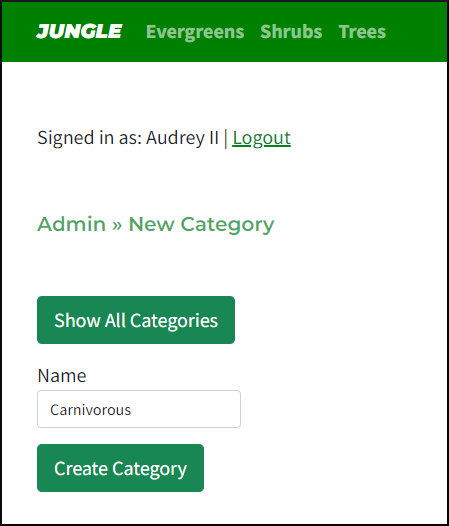 JUNGLE Evergreens Shrubs Trees
Signed in as: Audrey II | Logout
Admin » New Category
Show All Categories
Name
Carnivorous
Create Category